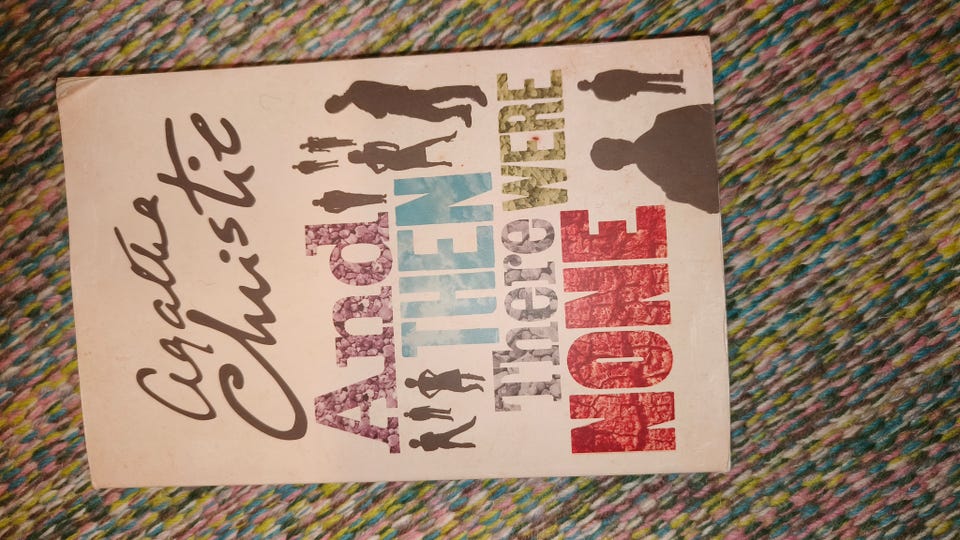 Agatha
Christie
And
THEN
There
WERE
NONE